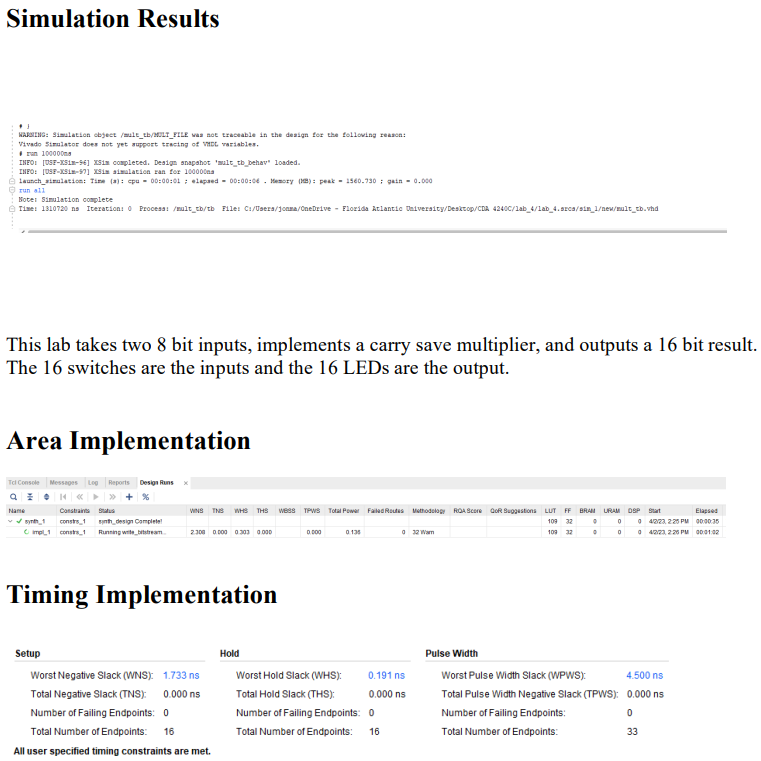 Simulation Results
# }
WARNING: Simulation object /mult_tb/MULT_FILE was not traceable in the design for the following reason:
Vivado Simulator does not yet support tracing of VHDL variables.
# run 100000ns
INFO: [USF-XSim-96] XSim completed. Design snapshot 'mult_tb_behav' loaded.
INFO: [USF-XSim-97] XSim simulation ran for 100000ns
launch_simulation: Time (s): cpu = 00:00:01 ; elapsed = 00:00:06 . Memory (MB): peak = 1560.730 ; gain = 0.000
run all
Note: Simulation complete
Time: 1310720 ns Iteration: 0 Process: /mult_tb/tb File: C:/Users/jonma/OneDrive - Florida Atlantic University/Desktop/CDA 4240C/lab_4/lab_4.srcs/sim_1/new/mult_tb.vhd
This lab takes two 8 bit inputs, implements a carry save multiplier, and outputs a 16 bit result.
The 16 switches are the inputs and the 16 LEDs are the output.
Area Implementation
Tcl Console Messages Log Reports Design Runs
Name Constraints Status WNS TNS WHS THS WBSS TPWS Total Power Failed Routes Methodology RQA Score QoR Suggestions LUT FF BRAM URAM DSP Start Elapsed
synth_1 constrs_1 synth_design Complete! 109 32 0 0 0 4/2/23, 2:25 PM 00:00:35
impl_1 constrs_1 Running write_bitstream... 2.308 0.000 0.303 0.000 0.000 0.136 0 32 Warn 109 32 0 0 0 4/2/23, 2:26 PM 00:01:02
Timing Implementation
Setup Hold Pulse Width
Worst Negative Slack (WNS): 1.733 ns Worst Hold Slack (WHS): 0.191 ns Worst Pulse Width Slack (WPWS): 4.500 ns
Total Negative Slack (TNS): 0.000 ns Total Hold Slack (THS): 0.000 ns Total Pulse Width Negative Slack (TPWS): 0.000 ns
Number of Failing Endpoints: 0 Number of Failing Endpoints: 0 Number of Failing Endpoints: 0
Total Number of Endpoints: 16 Total Number of Endpoints: 16 Total Number of Endpoints: 33
All user specified timing constraints are met.